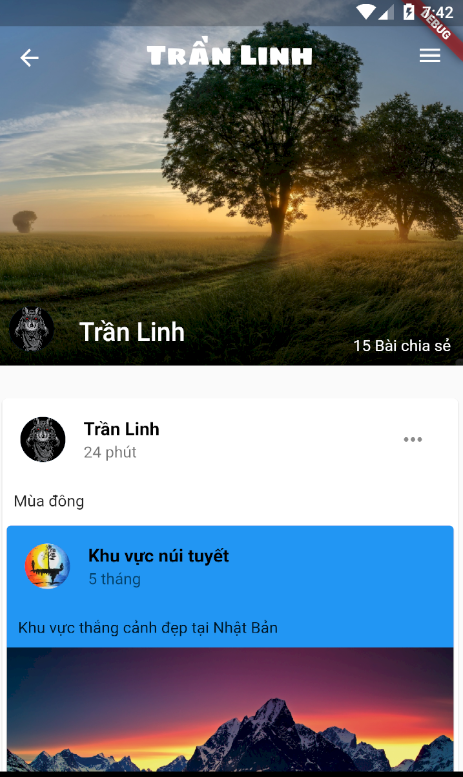 7:42
DEBUG
Trần Linh
Trần Linh
15 Bài chia sẻ
Trần Linh
24 phút
Mùa đông
Khu vực núi tuyết
5 tháng
Khu vực thắng cảnh đẹp tại Nhật Bản